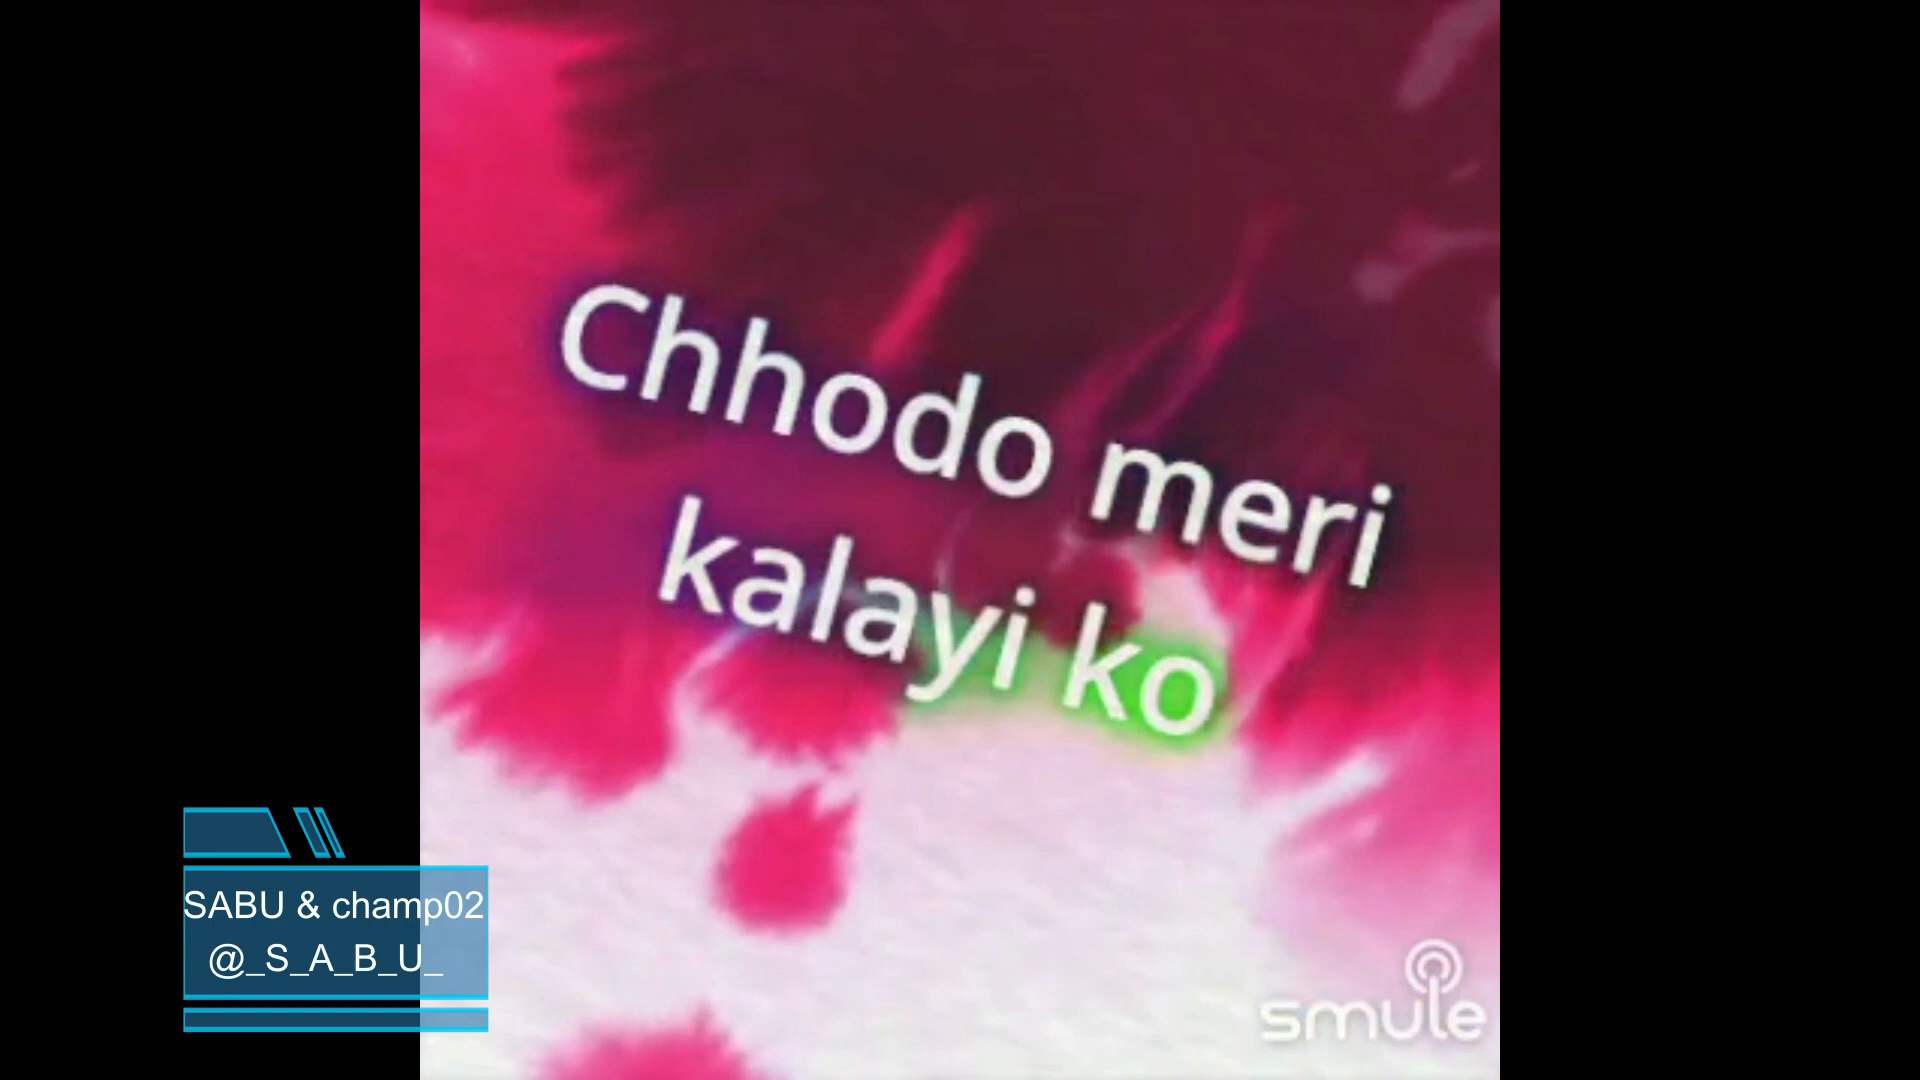 Chhodo meri
kalayi ko
SABU & champ02
@_S_A_B_U_
smule